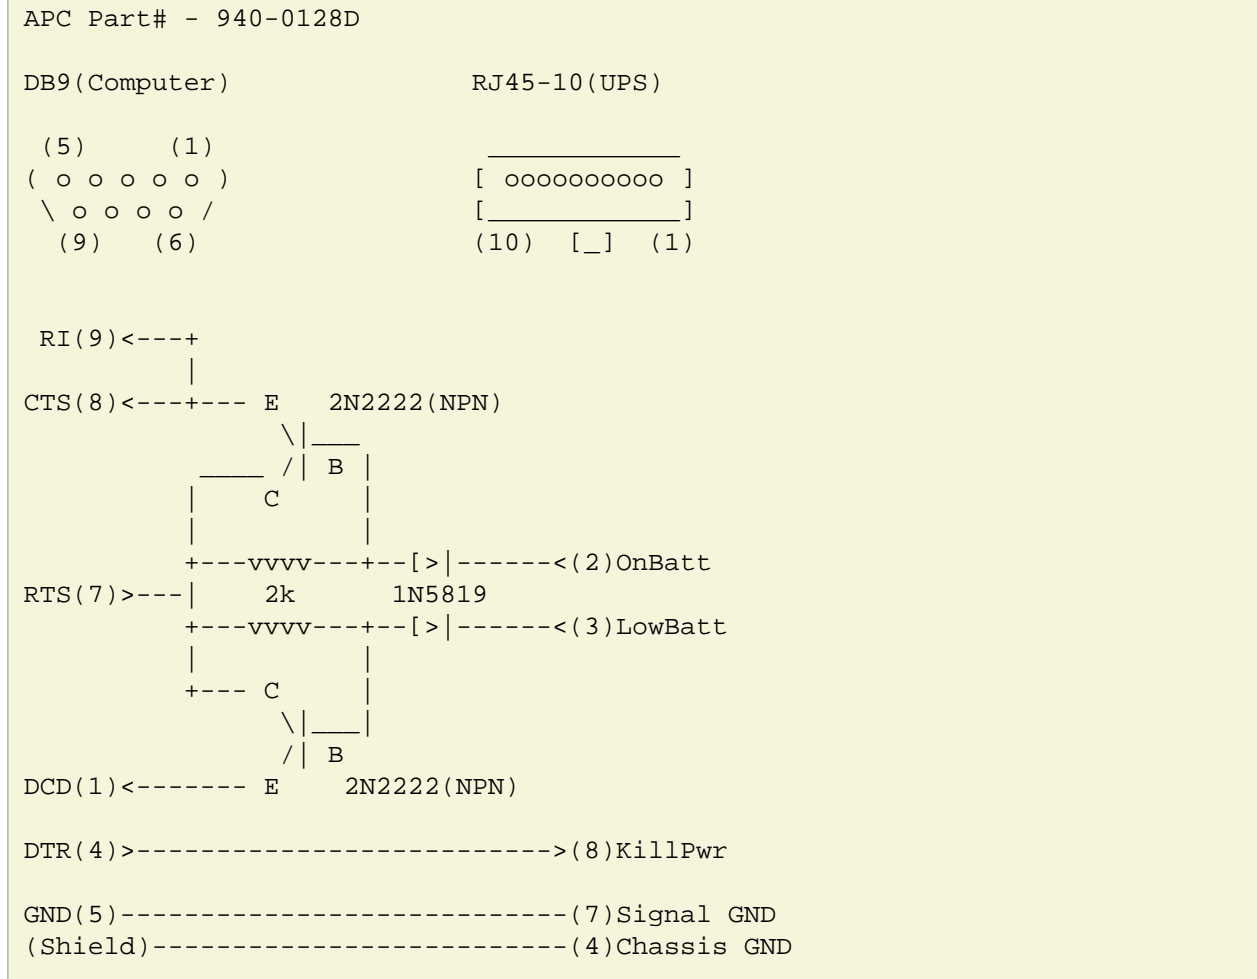 APC Part# - 940-0128D

DB9(Computer)               RJ45-10(UPS)

 (5)     (1)                 ____________
( o o o o o )               [ oooooooooo ]
 \ o o o o /                [____________]
  (9)   (6)                 (10)  [_]  (1)


 RI(9)<---+
          |
CTS(8)<---+--- E   2N2222(NPN)
                \|___
           ____ /| B |
          |    C     |
          |          |
          +---vvvv---+--[>|------<(2)OnBatt
RTS(7)>---|    2k      1N5819
          +---vvvv---+--[>|------<(3)LowBatt
          |          |
          +--- C     |
                \|___|
                /| B
DCD(1)<------- E    2N2222(NPN)

DTR(4)>-------------------------->(8)KillPwr

GND(5)----------------------------(7)Signal GND
(Shield)--------------------------(4)Chassis GND